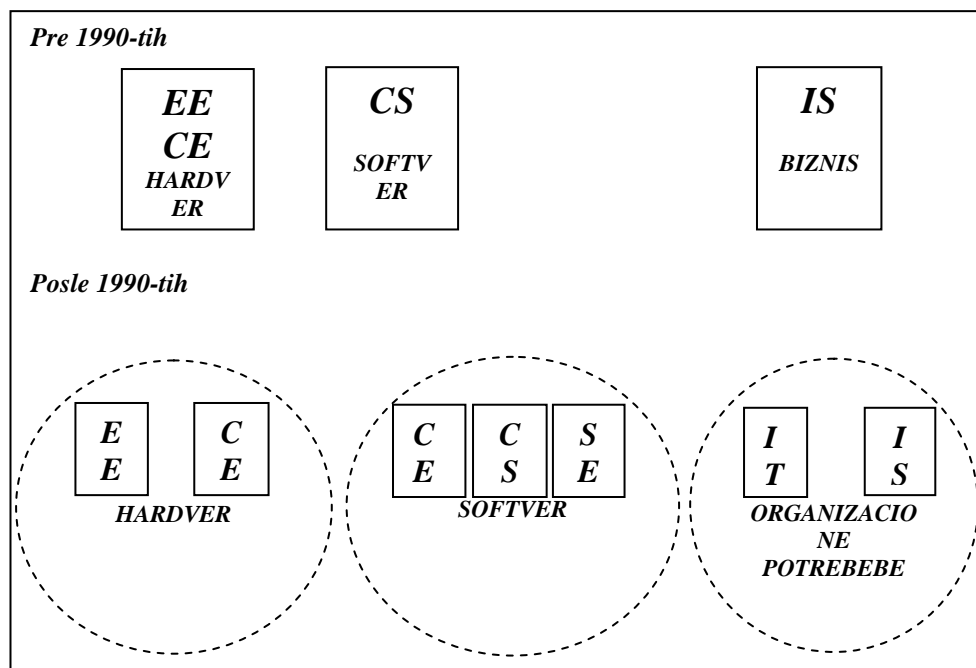 Pre 1990-tih
EE
CE
HARDV
ER
CS
SOFTV
ER
IS
BIZNIS
Posle 1990-tih
E
E
C
E
HARDVER
C
E
C
S
S
E
SOFTVER
I
T
I
S
ORGANIZACIO
NE
POTREBEBE